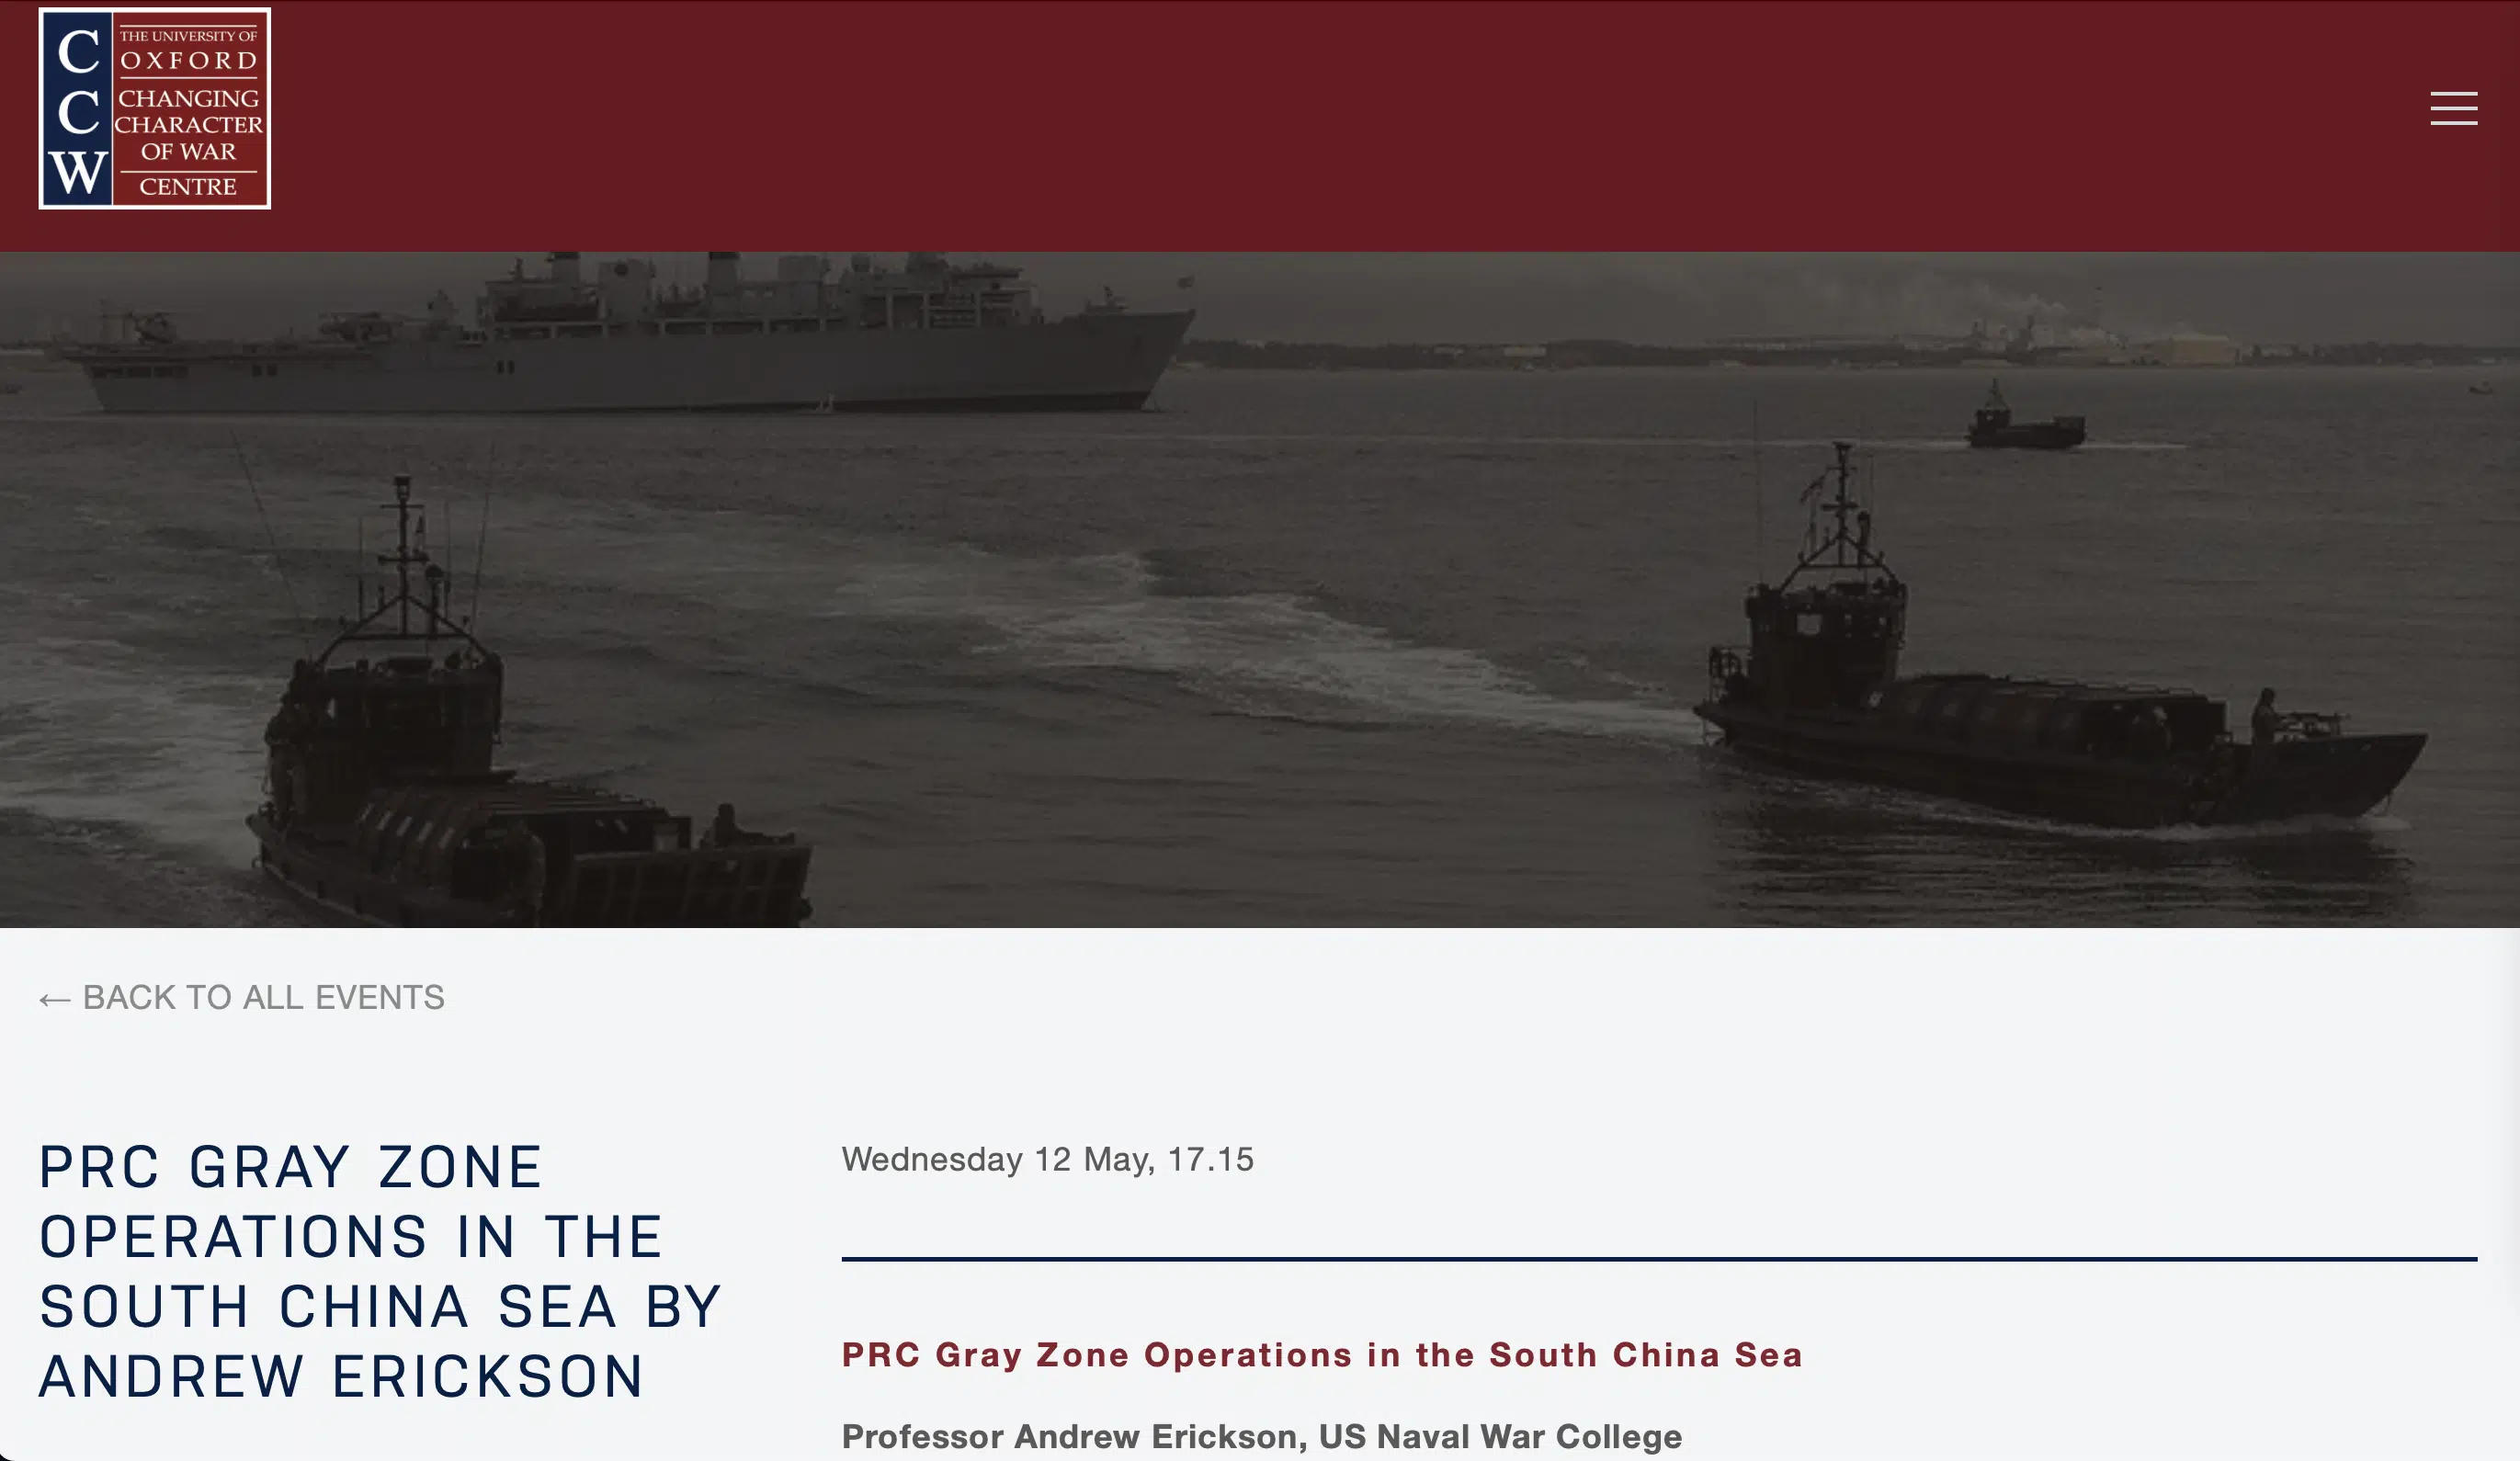 C
C
W
THE UNIVERSITY OF
OXFORD
CHANGING
CHARACTER
OF WAR
CENTRE
← BACK TO ALL EVENTS
PRC GRAY ZONE
OPERATIONS IN THE
SOUTH CHINA SEA BY
ANDREW ERICKSON
Wednesday 12 May, 17.15
PRC Gray Zone Operations in the South China Sea
Professor Andrew Erickson, US Naval War College